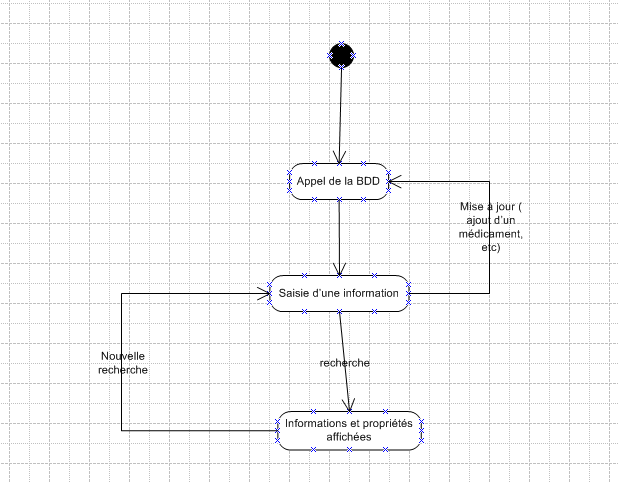 Appel de la BDD
Mise à jour (
ajout d'un
médicament,
etc)
Saisie d'une information
Nouvelle
recherche
recherche
Informations et propriétés
affichées